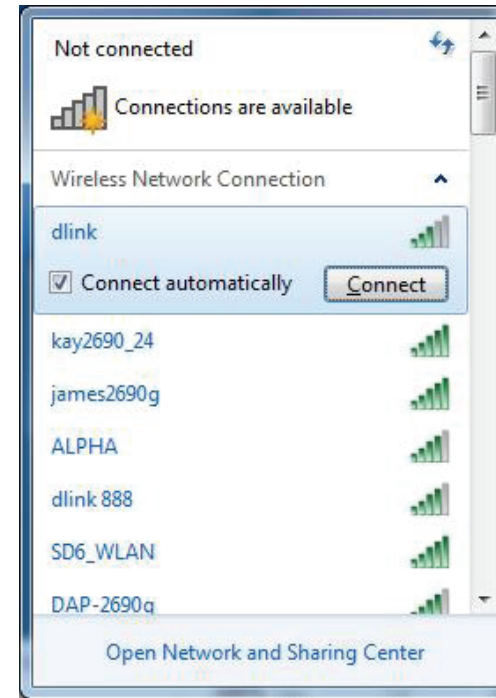 Not connected
Connections are available
Wireless Network Connection
dlink
Connect automatically Connect
kay2690_24
james2690g
ALPHA
dlink 888
SD6_WLAN
DAP-2690g
Open Network and Sharing Center